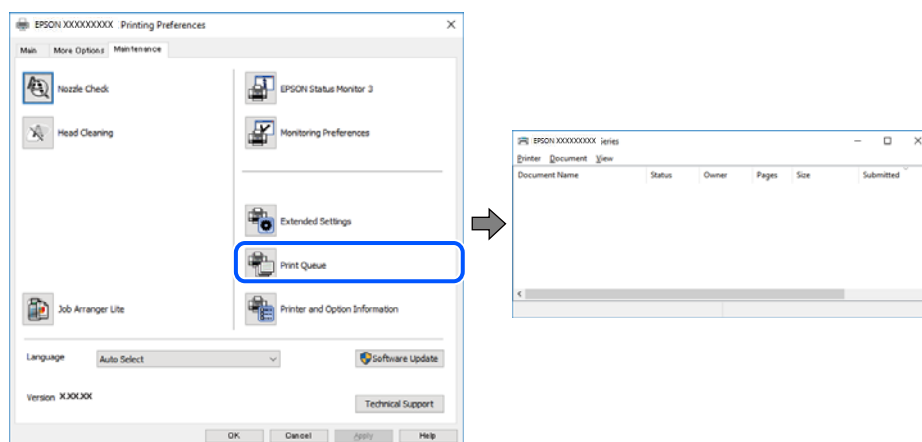 EPSON XXXXXXXXX Printing Preferences
Main More Options Maintenance
Nozzle Check
EPSON Status Monitor 3
Head Cleaning
Monitoring Preferences
Extended Settings
Print Queue
Job Arranger Lite
Printer and Option Information
Language Auto Select
Software Update
Version X.XX.XX
Technical Support
OK Cancel Apply Help
EPSON XXXXXXXXX ieries
Printer Document View
Document Name Status Owner Pages Size Submitted